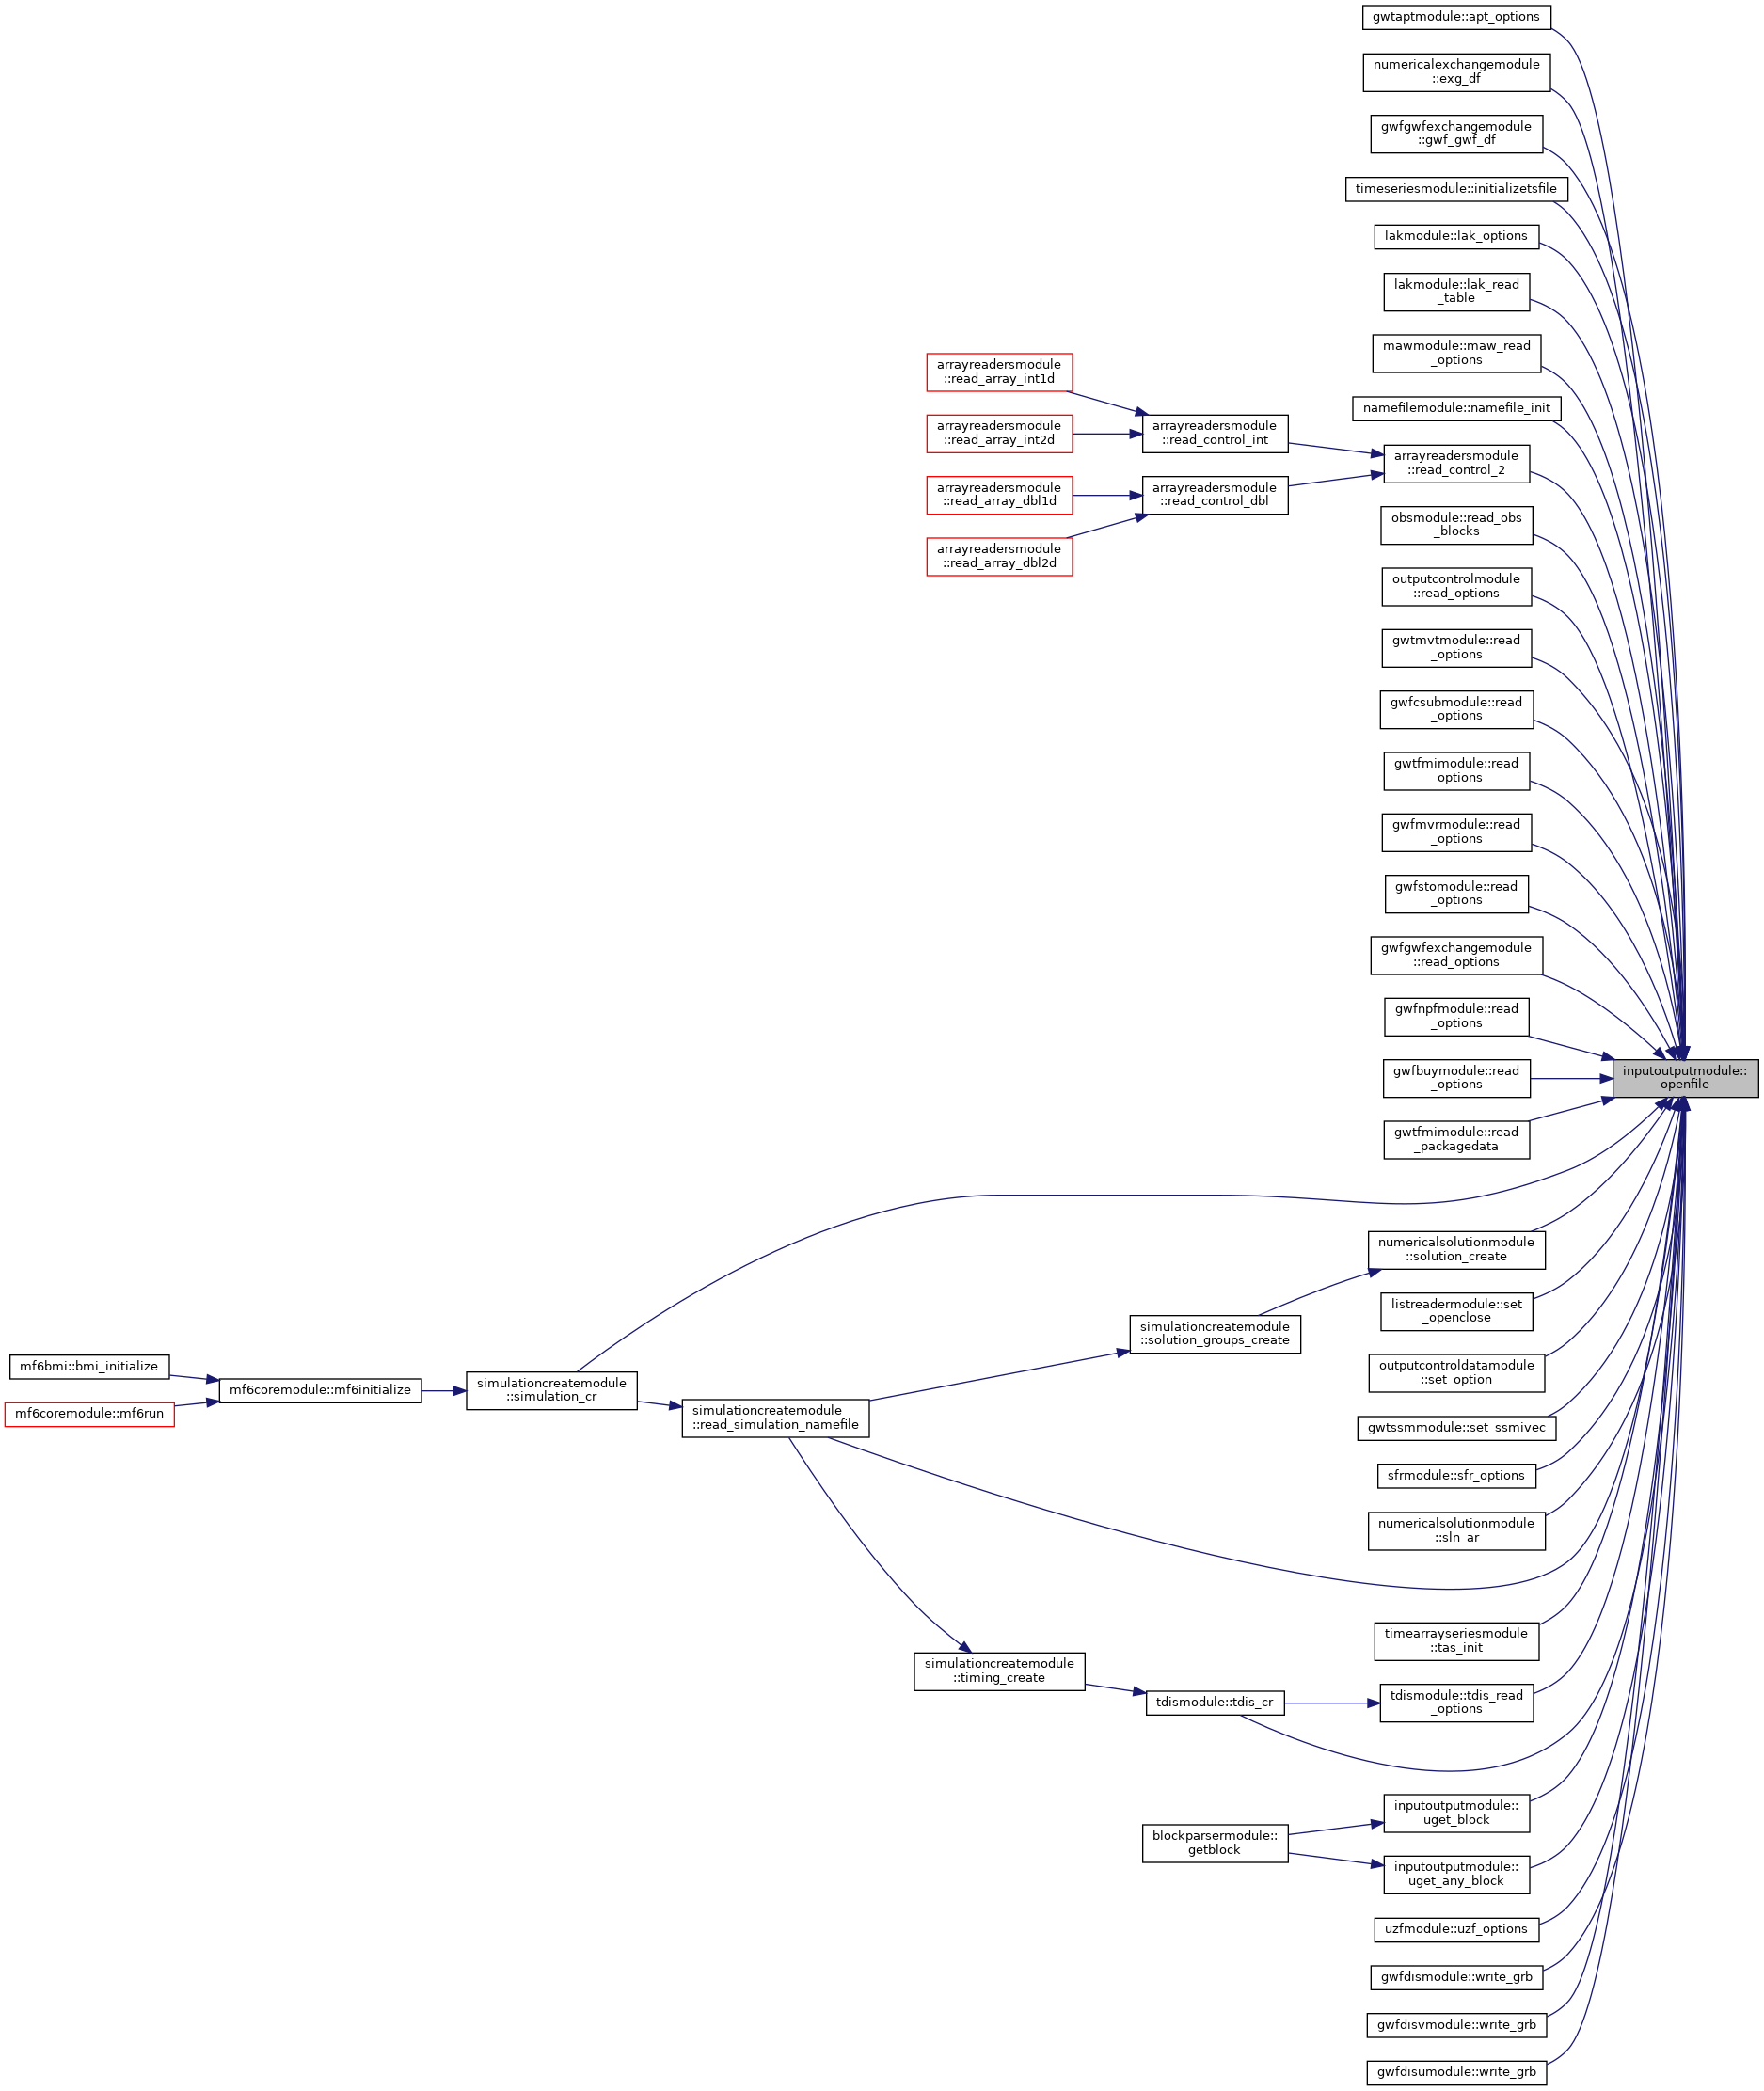 gwtaptmodule::apt_options
numericalexchangemodule
::exg_df
gwfgwfexchangemodule
::gwf_gwf_df
timeseriesmodule::initializetsfile
lakmodule::lak_options
lakmodule::lak_read
_table
mawmodule::maw_read
_options
namefilemodule::namefile_init
arrayreadersmodule
::read_array_int1d
arrayreadersmodule
::read_array_int2d
arrayreadersmodule
::read_array_dbl1d
arrayreadersmodule
::read_array_dbl2d
arrayreadersmodule
::read_control_int
arrayreadersmodule
::read_control_dbl
arrayreadersmodule
::read_control_2
obsmodule::read_obs
_blocks
outputcontrolmodule
::read_options
gwtmvtmodule::read
_options
gwfcsubmodule::read
_options
gwtfmimodule::read
_options
gwfmvrmodule::read
_options
gwfstomodule::read
_options
gwfgwfexchangemodule
::read_options
gwfnpfmodule::read
_options
inputoutputmodule::
openfile
gwfbuymodule::read
_options
gwtfmimodule::read
_packagedata
numericalsolutionmodule
::solution_create
listreadermodule::set
_openclose
simulationcreatemodule
::solution_groups_create
outputcontroldatamodule
::set_option
mf6bmi::bmi_initialize
mf6coremodule::mf6run
mf6coremodule::mf6initialize
simulationcreatemodule
::simulation_cr
simulationcreatemodule
::read_simulation_namefile
gwtssmmodule::set_ssmivec
sfrmodule::sfr_options
numericalsolutionmodule
::sln_ar
timearrayseriesmodule
::tas_init
simulationcreatemodule
::timing_create
tdismodule::tdis_cr
tdismodule::tdis_read
_options
inputoutputmodule::
uget_block
blockparsermodule::
getblock
inputoutputmodule::
uget_any_block
uzfmodule::uzf_options
gwfdismodule::write_grb
gwfdisvmodule::write_grb
gwfdisumodule::write_grb